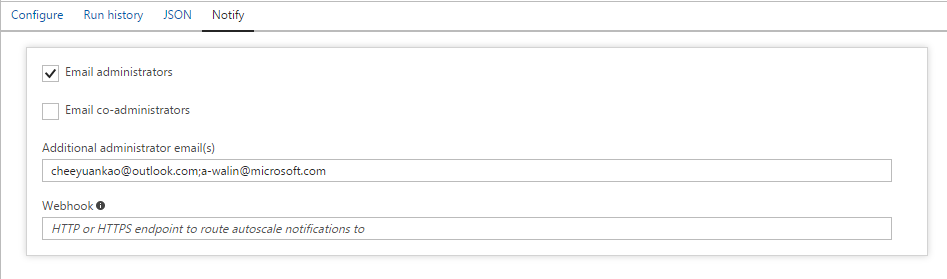 Configure Run history JSON Notify
Email administrators
Email co-administrators
Additional administrator email(s)
cheeyuankao@outlook.com;a-walin@microsoft.com
Webhook
HTTP or HTTPS endpoint to route autoscale notifications to